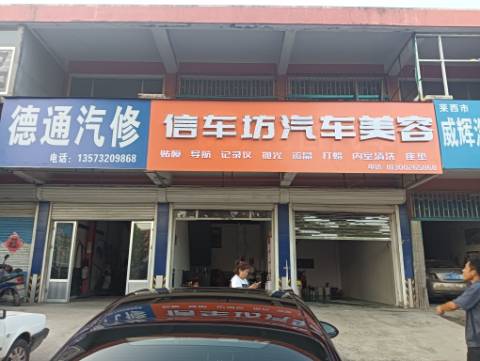 德通汽修
电话：13573209868
信车坊汽车美容
贴膜 导航 记录仪 抛光 镀晶 打蜡 内室清洗 座垫
莱西市
威辉汽